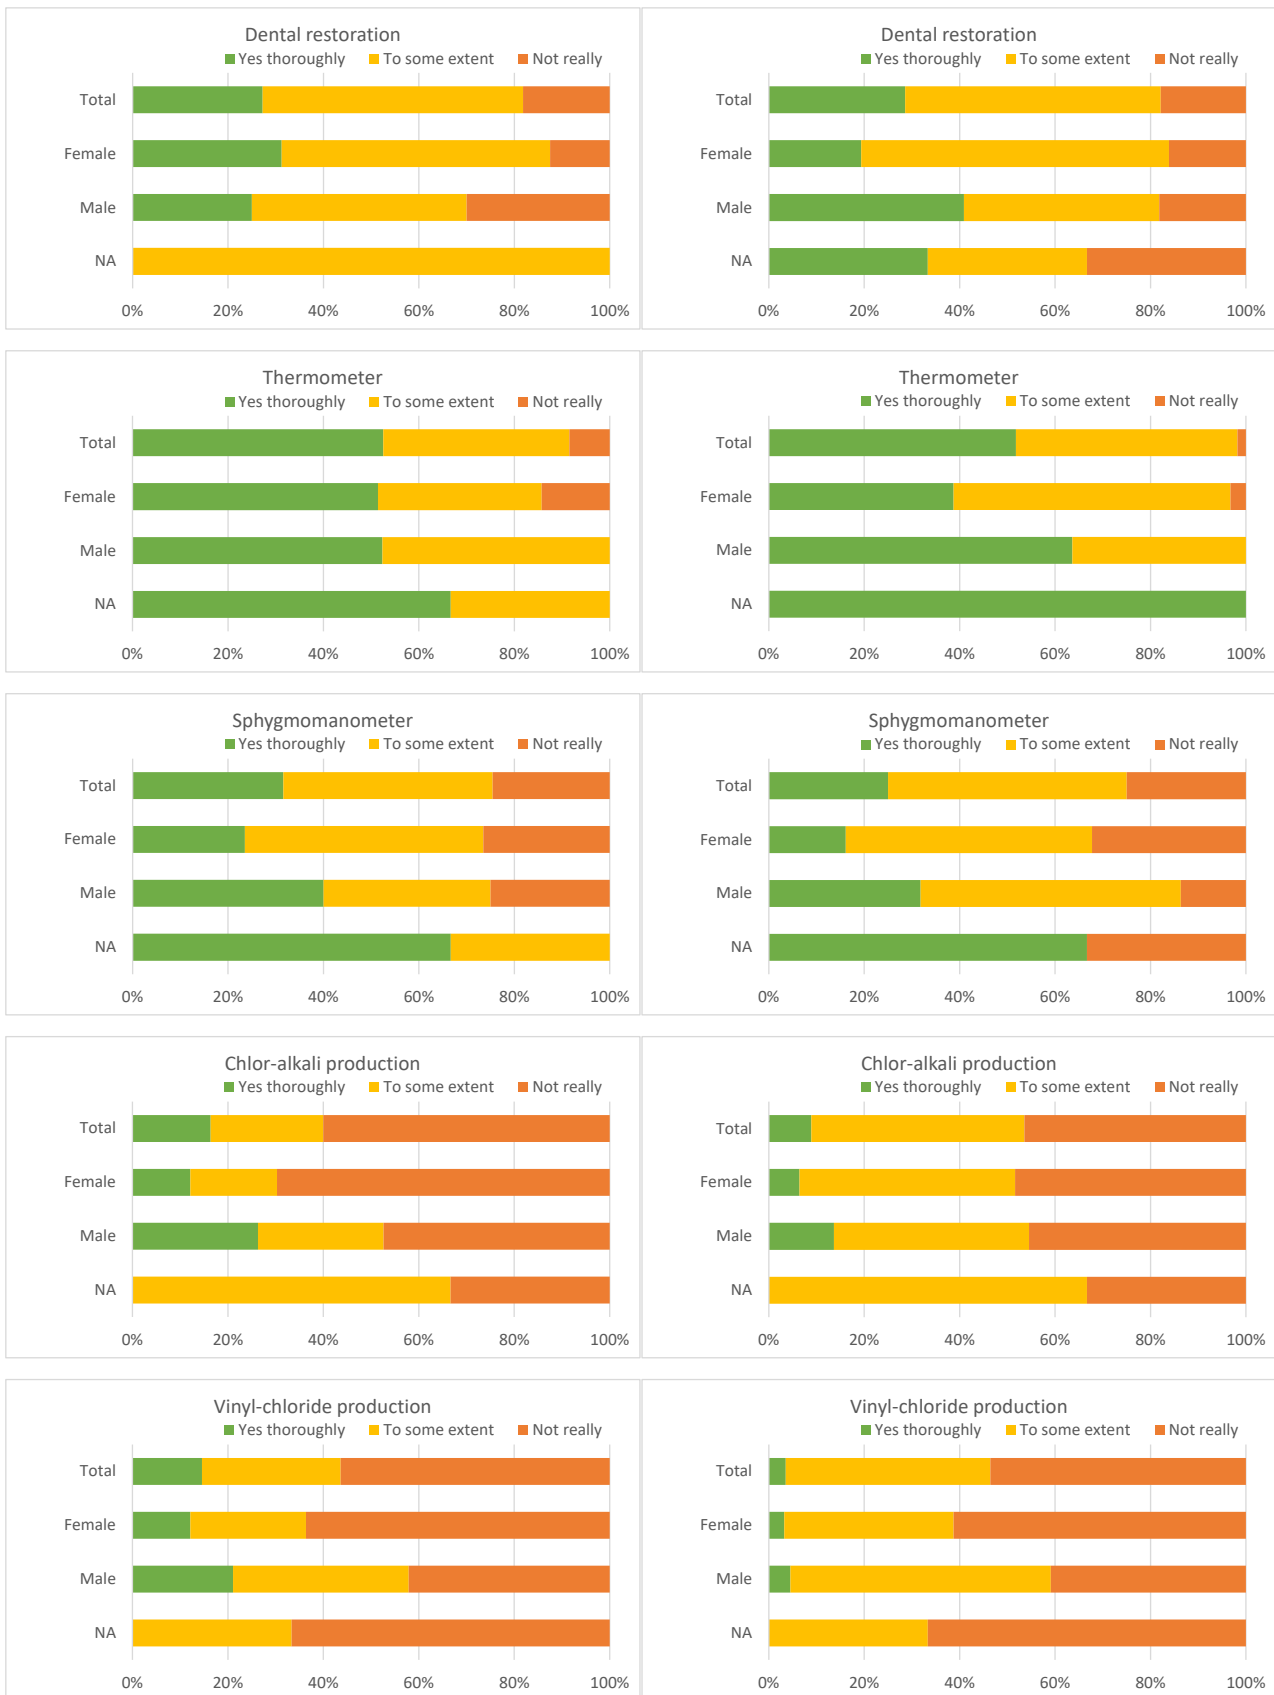 Dental restoration
Yes thoroughly To some extent Not really
Total
Female
Male
NA
0% 20% 40% 60% 80% 100%
Dental restoration
Yes thoroughly To some extent Not really
Total
Female
Male
NA
0% 20% 40% 60% 80% 100%
Thermometer
Yes thoroughly To some extent Not really
Total
Female
Male
NA
0% 20% 40% 60% 80% 100%
Thermometer
Yes thoroughly To some extent Not really
Total
Female
Male
NA
0% 20% 40% 60% 80% 100%
Sphygmomanometer
Yes thoroughly To some extent Not really
Total
Female
Male
NA
0% 20% 40% 60% 80% 100%
Sphygmomanometer
Yes thoroughly To some extent Not really
Total
Female
Male
NA
0% 20% 40% 60% 80% 100%
Chlor-alkali production
Yes thoroughly To some extent Not really
Total
Female
Male
NA
0% 20% 40% 60% 80% 100%
Chlor-alkali production
Yes thoroughly To some extent Not really
Total
Female
Male
NA
0% 20% 40% 60% 80% 100%
Vinyl-chloride production
Yes thoroughly To some extent Not really
Total
Female
Male
NA
0% 20% 40% 60% 80% 100%
Vinyl-chloride production
Yes thoroughly To some extent Not really
Total
Female
Male
NA
0% 20% 40% 60% 80% 100%